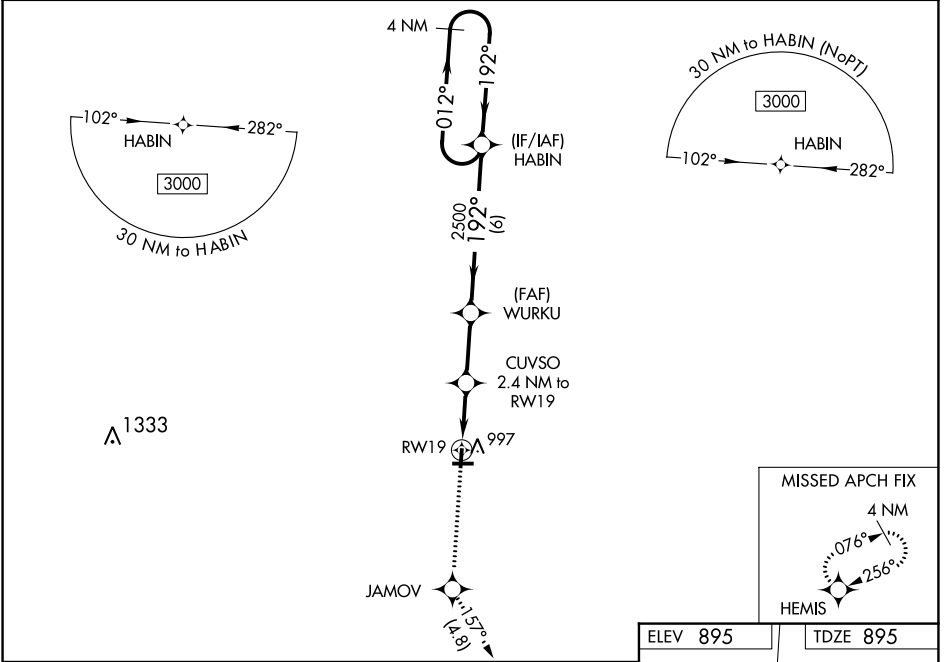 4 NM
012°
192°
(IF/IAF)
HABIN
102°
282°
HABIN
3000
30 NM to HABIN
30 NM to HABIN (NoPT)
3000
HABIN
102°
282°
2500
192°
(6)
(FAF)
WURKU
CUVSO
2.4 NM to
RW19
1333
RW19
997
JAMOV
157°
(4.8)
MISSED APCH FIX
4 NM
076°
256°
HEMIS
ELEV 895
TDZE 895